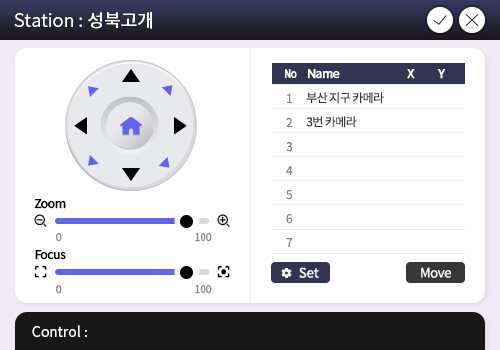 Station : 성북고개
Zoom
0 100
Focus
0 100
No Name X Y
1 부산 지구 카메라
2 3번 카메라
3
4
5
6
7
Set Move
Control :